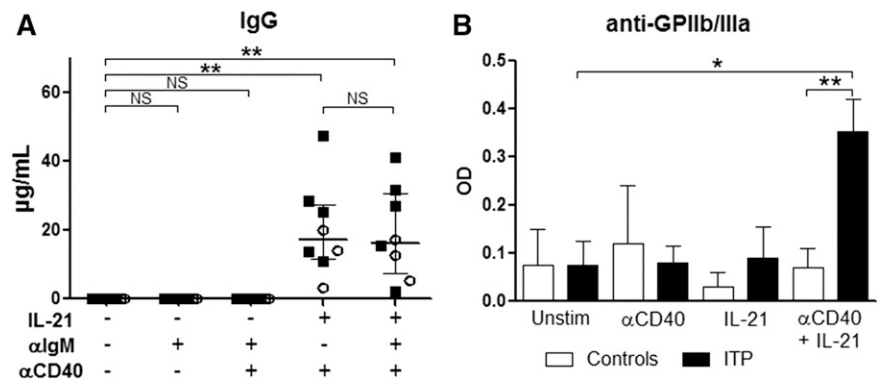 A
IgG
µg/mL
60
40
20
0
**
**
NS
NS
NS
IL-21 - - - + +
αIgM - + + - +
αCD40 - - + + +
B
anti-GPIIb/IIIa
OD
0.5
0.4
0.3
0.2
0.1
0.0
*
**
Unstim αCD40 IL-21 αCD40
+ IL-21
Controls ITP